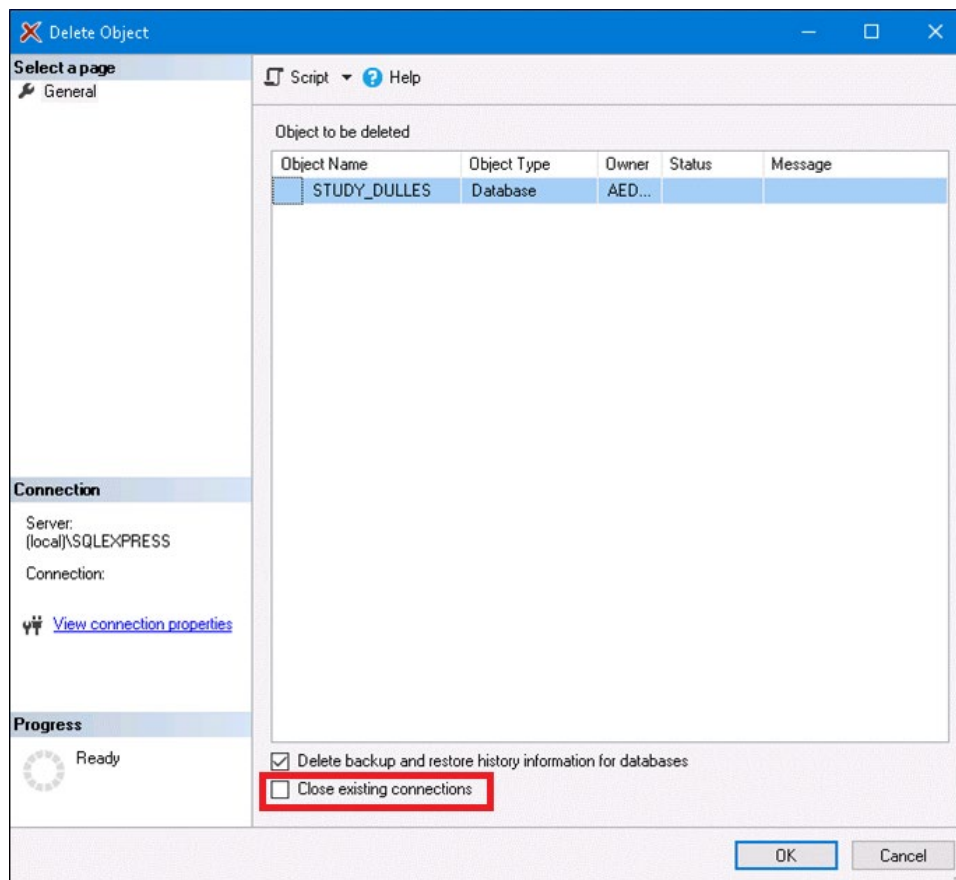 Delete Object
Select a page
General
Script
Help
Object to be deleted
Object Name Object Type Owner Status Message
STUDY_DULLES Database AED...
Connection
Server:
(local)\SQLEXPRESS
Connection:
View connection properties
Progress
Ready
Delete backup and restore history information for databases
Close existing connections
OK Cancel